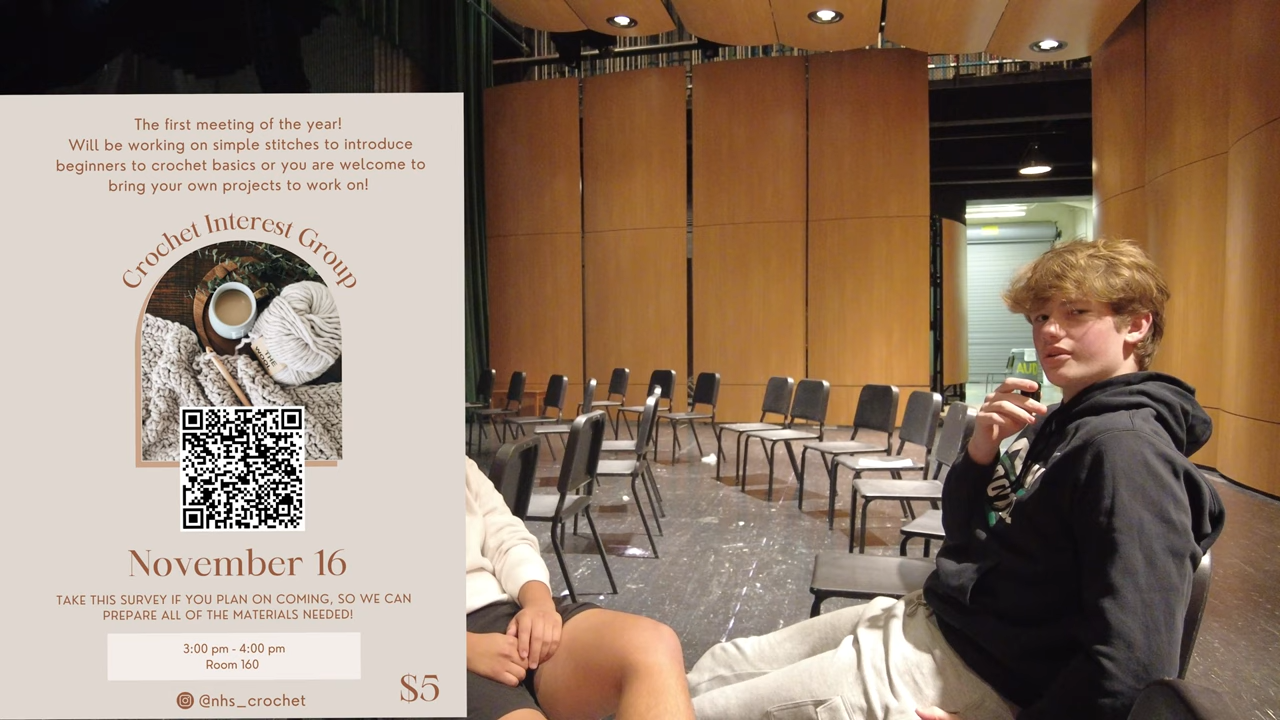 The first meeting of the year!
Will be working on simple stitches to introduce
beginners to crochet basics or you are welcome to
bring your own projects to work on!
Crochet Interest Group
November 16
TAKE THIS SURVEY IF YOU PLAN ON COMING, SO WE CAN
PREPARE ALL OF THE MATERIALS NEEDED!
3:00 pm - 4:00 pm
Room 160
@nhs_crochet
$5
AUD